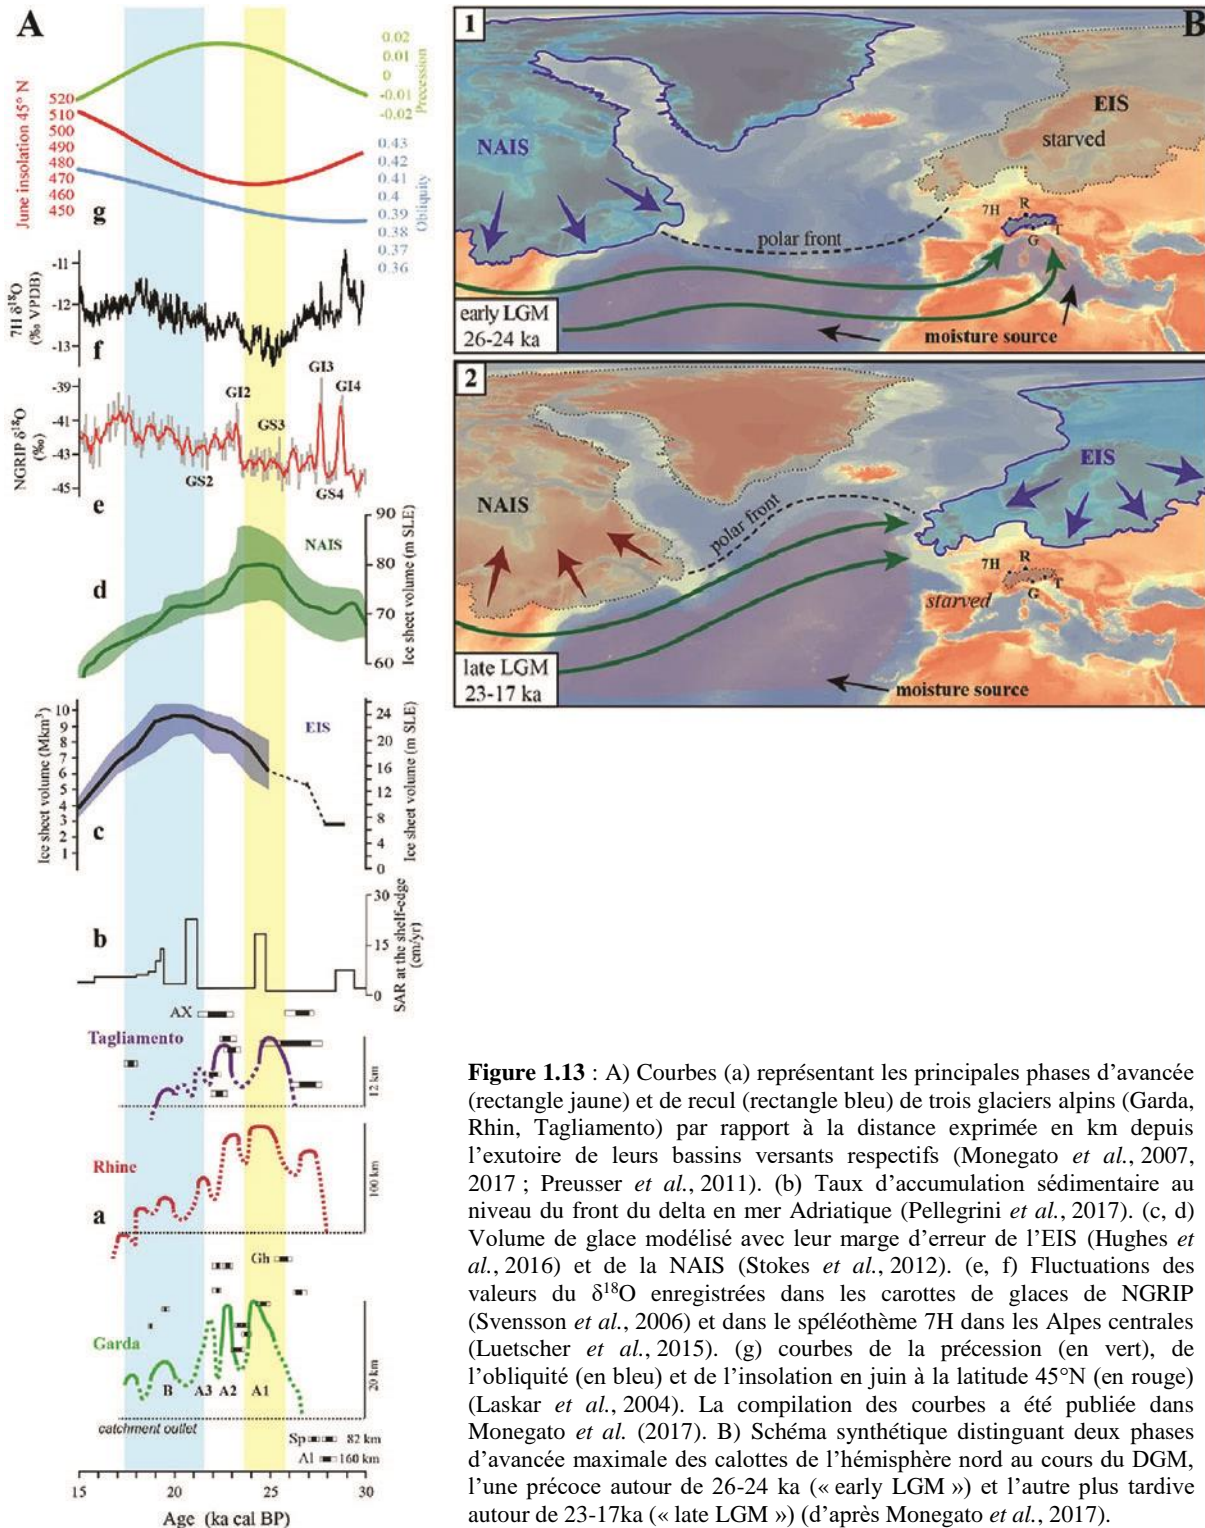 A
0.02
0.01
0
-0.01
-0.02
Precession
June insolation 45° N
520
510
500
490
480
470
460
450
0.43
0.42
0.41
0.4
0.39
0.38
0.37
0.36
Obliquity
g
7H δ18O
(‰ VPDB)
-11
-12
-13
f
NGRIP δ18O
(‰)
-39
-41
-43
-45
GI2
GI3
GI4
GS3
GS2
GS4
e
NAIS
90
80
70
60
Ice sheet volume (m SLE)
d
EIS
Ice sheet volume (Mkm3)
10
9
8
7
6
5
4
3
2
1
24
20
16
12
8
4
0
Ice sheet volume (m SLE)
c
b
30
15
0
SAR at the shelf-edge
(cm/yr)
AX
Tagliamento
12 km
Rhine
100 km
a
Gh
Garda
20 km
B
A3
A2
A1
catchment outlet
Sp
82 km
Al
160 km
15
20
25
30
Age (ka cal BP)
B
1
NAIS
EIS
starved
7H
R
G
T
polar front
early LGM
26-24 ka
moisture source
2
NAIS
EIS
polar front
7H
R
G
T
starved
late LGM
23-17 ka
moisture source
Figure 1.13 : A) Courbes (a) représentant les principales phases d’avancée
(rectangle jaune) et de recul (rectangle bleu) de trois glaciers alpins (Garda,
Rhin, Tagliamento) par rapport à la distance exprimée en km depuis
l’exutoire de leurs bassins versants respectifs (Monegato et al., 2007,
2017 ; Preusser et al., 2011). (b) Taux d’accumulation sédimentaire au
niveau du front du delta en mer Adriatique (Pellegrini et al., 2017). (c, d)
Volume de glace modélisé avec leur marge d’erreur de l’EIS (Hughes et
al., 2016) et de la NAIS (Stokes et al., 2012). (e, f) Fluctuations des
valeurs du δ18O enregistrées dans les carottes de glaces de NGRIP
(Svensson et al., 2006) et dans le spéléothème 7H dans les Alpes centrales
(Luetscher et al., 2015). (g) courbes de la précession (en vert), de
l’obliquité (en bleu) et de l’insolation en juin à la latitude 45°N (en rouge)
(Laskar et al., 2004). La compilation des courbes a été publiée dans
Monegato et al. (2017). B) Schéma synthétique distinguant deux phases
d’avancée maximale des calottes de l’hémisphère nord au cours du DGM,
l’une précoce autour de 26-24 ka (« early LGM ») et l’autre plus tardive
autour de 23-17ka (« late LGM ») (d’après Monegato et al., 2017).